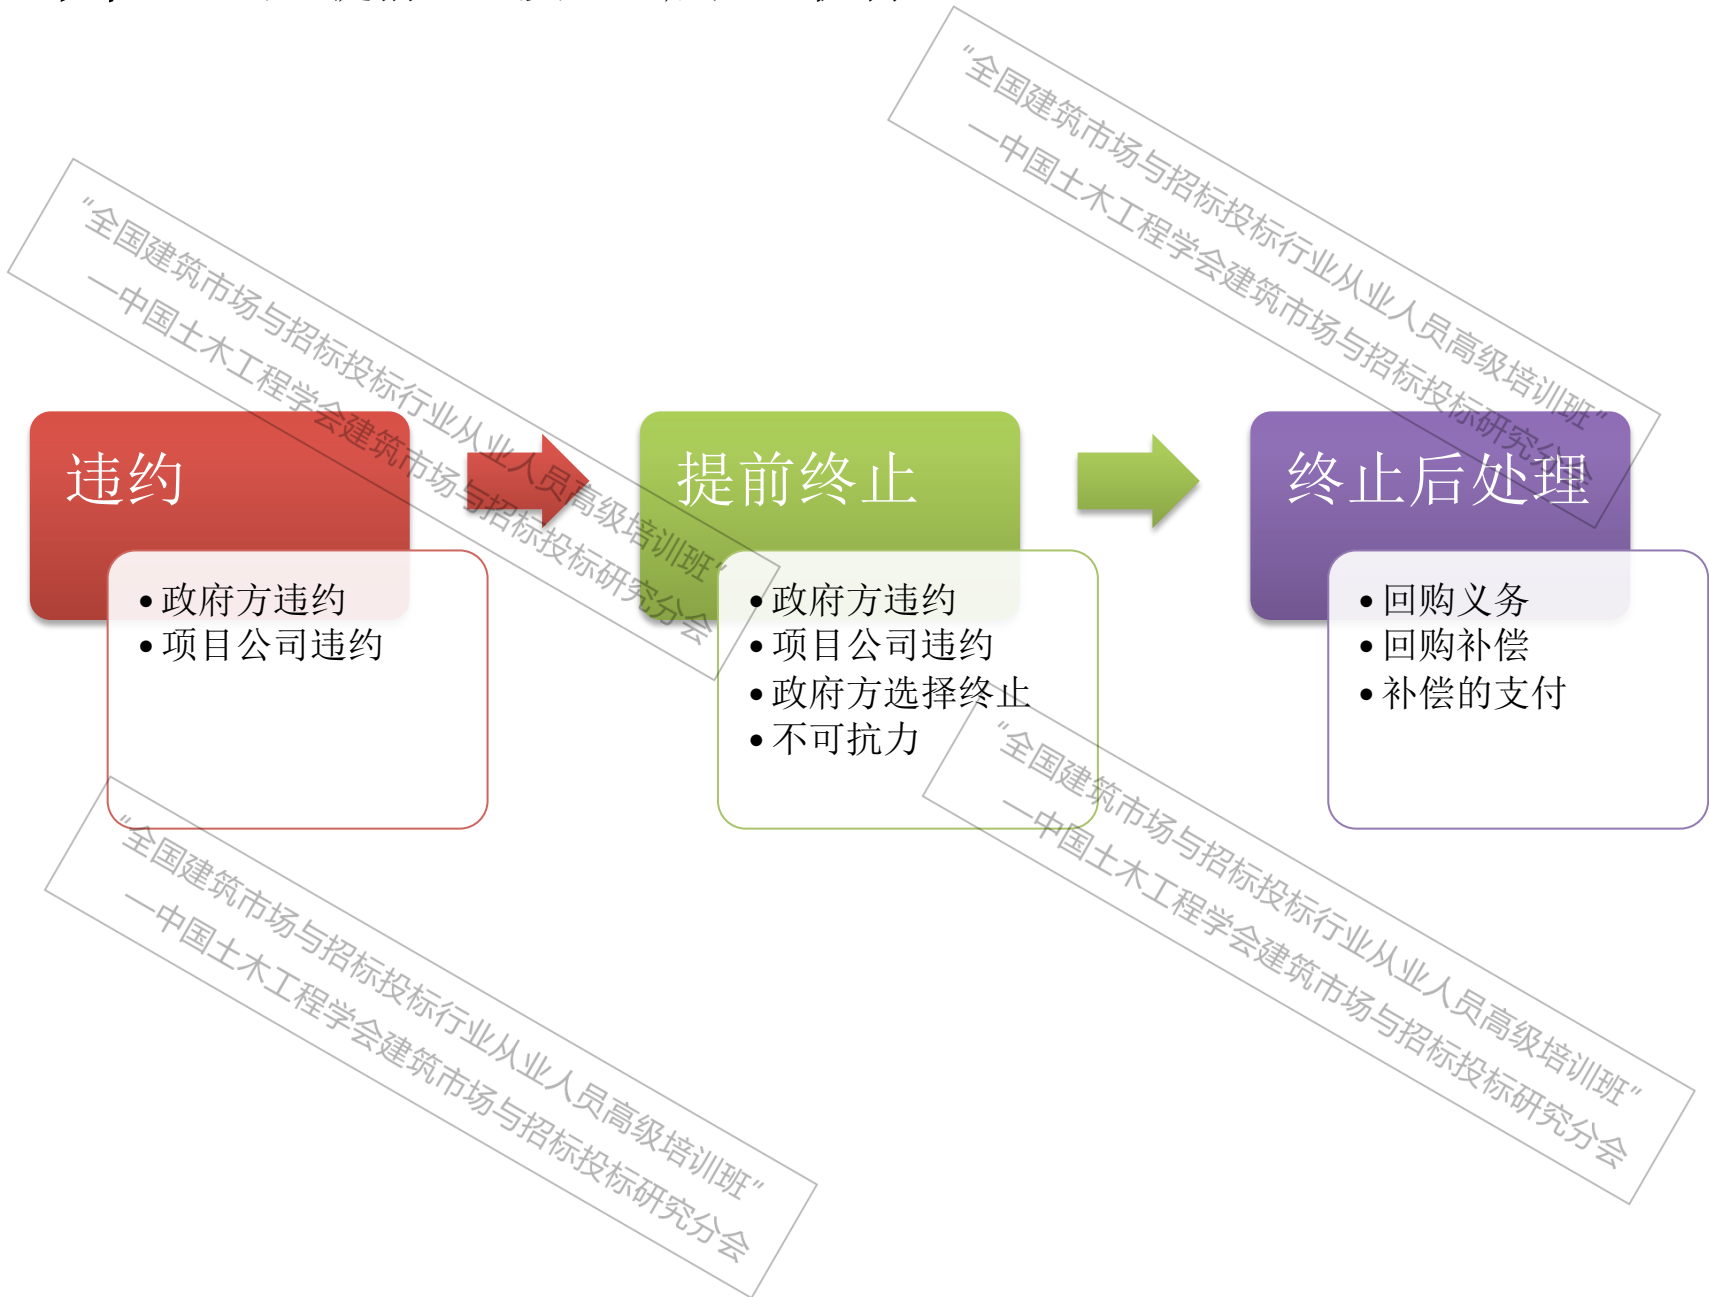 "全国建筑市场与招标投标行业从业人员高级培训班"
—中国土木工程学会建筑市场与招标投标研究分会
"全国建筑市场与招标投标行业从业人员高级培训班"
—中国土木工程学会建筑市场与招标投标研究分会
违约
•政府方违约
•项目公司违约
提前终止
•政府方违约
•项目公司违约
•政府方选择终止
•不可抗力
终止后处理
•回购义务
•回购补偿
•补偿的支付
"全国建筑市场与招标投标行业从业人员高级培训班"
—中国土木工程学会建筑市场与招标投标研究分会
"全国建筑市场与招标投标行业从业人员高级培训班"
—中国土木工程学会建筑市场与招标投标研究分会